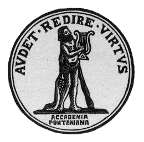 AVDET · REDIRE · VIRTVS
ACCADEMIA
PONTANIANA